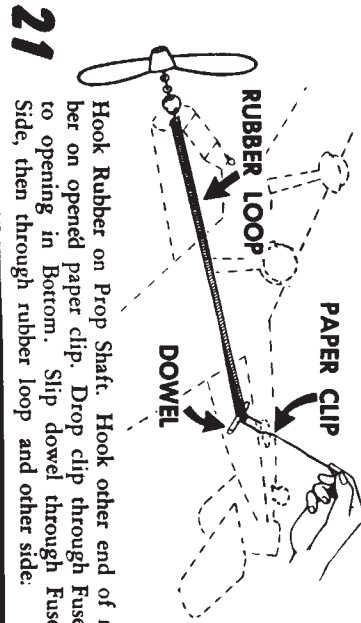 RUBBER LOOP
PAPER CLIP
DOWEL
21
Hook Rubber on Prop Shaft. Hook other end of
ber on opened paper clip. Drop clip through Fuse
to opening in Bottom. Slip dowel through Fuse
Side, then through rubber loop and other side: